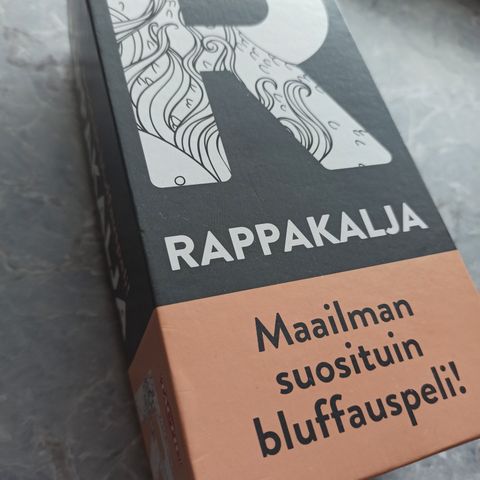 R
RAPPAKALJA
Maailman
suosituin
bluffauspeli!